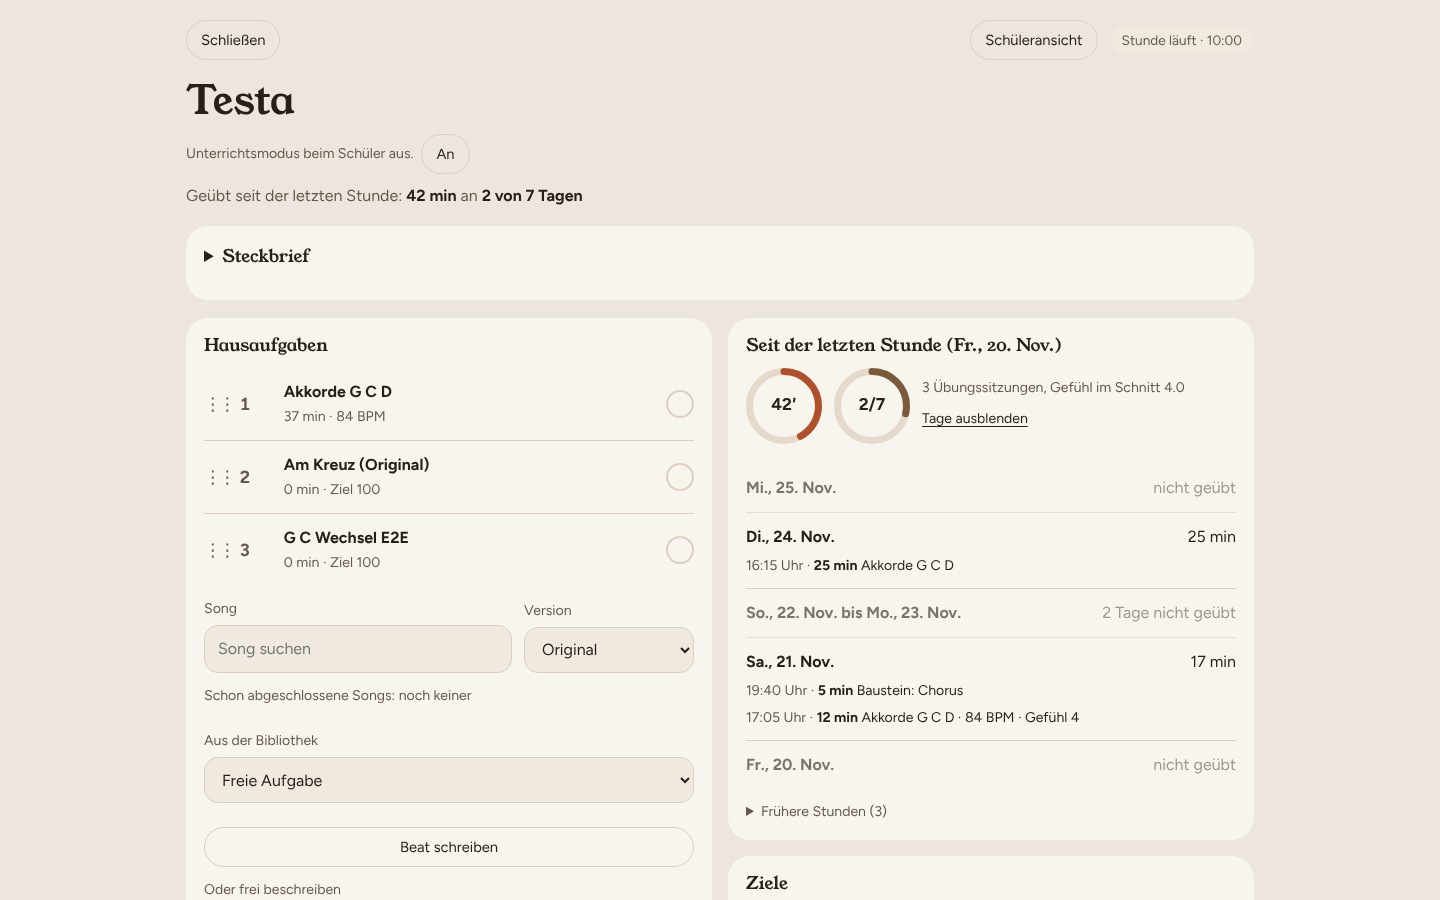 Schließen
Schüleransicht
Stunde läuft · 10:00
Testa
Unterrichtsmodus beim Schüler aus.
An
Geübt seit der letzten Stunde: 42 min an 2 von 7 Tagen
Steckbrief
Hausaufgaben
1
Akkorde G C D
37 min · 84 BPM
2
Am Kreuz (Original)
0 min · Ziel 100
3
G C Wechsel E2E
0 min · Ziel 100
Song
Version
Song suchen
Original
Schon abgeschlossene Songs: noch keiner
Aus der Bibliothek
Freie Aufgabe
Beat schreiben
Oder frei beschreiben
Seit der letzten Stunde (Fr., 20. Nov.)
42′
2/7
3 Übungssitzungen, Gefühl im Schnitt 4.0
Tage ausblenden
Mi., 25. Nov.
nicht geübt
Di., 24. Nov.
25 min
16:15 Uhr · 25 min Akkorde G C D
So., 22. Nov. bis Mo., 23. Nov.
2 Tage nicht geübt
Sa., 21. Nov.
17 min
19:40 Uhr · 5 min Baustein: Chorus
17:05 Uhr · 12 min Akkorde G C D · 84 BPM · Gefühl 4
Fr., 20. Nov.
nicht geübt
Frühere Stunden (3)
Ziele